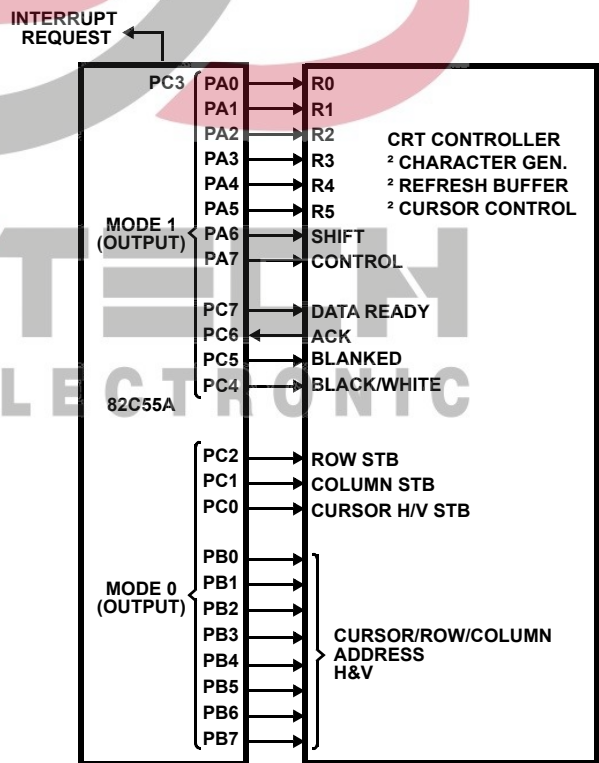 INTERRUPT
REQUEST
PC3 PA0 R0
PA1 R1
PA2 R2
PA3 R3
PA4 R4
PA5 R5
PA6 SHIFT
PA7 CONTROL
CRT CONTROLLER
² CHARACTER GEN.
² REFRESH BUFFER
² CURSOR CONTROL
MODE 1
(OUTPUT)
PC7 DATA READY
PC6 ACK
PC5 BLANKED
PC4 BLACK/WHITE
82C55A
PC2 ROW STB
PC1 COLUMN STB
PC0 CURSOR H/V STB
PB0
PB1
PB2
PB3
PB4
PB5
PB6
PB7
MODE 0
(OUTPUT)
CURSOR/ROW/COLUMN
ADDRESS
H&V
TECH
LECTRONIC